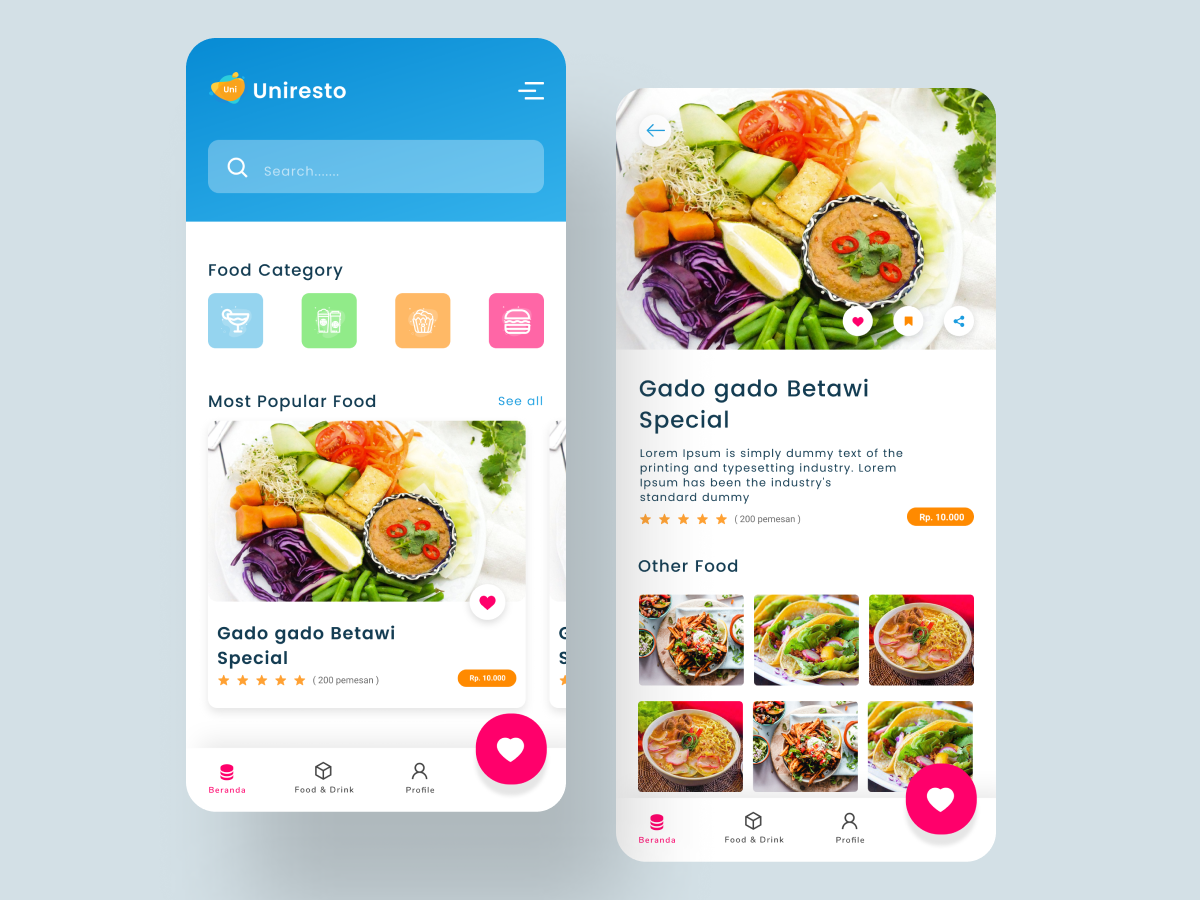 Uni
Uniresto
Search.......
Food Category
Most Popular Food
See all
Gado gado Betawi
Special
( 200 pemesan )
Rp. 10.000
G
S
Beranda
Food & Drink
Profile
Gado gado Betawi
Special
Lorem Ipsum is simply dummy text of the
printing and typesetting industry. Lorem
Ipsum has been the industry's
standard dummy
( 200 pemesan )
Rp. 10.000
Other Food
Beranda
Food & Drink
Profile